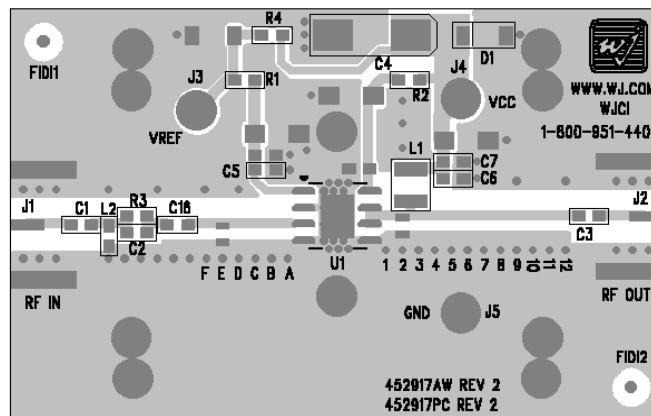 R4
FIDI1
J3
C4
J4
D1
WWW.WJ.COM
WJCI
1-800-951-440
R1
R2
VREF
VCC
C5
L1
C7
C6
J1
C1
L2
R3
C16
C2
J2
C3
F E D C B A
U1
1 2 3 4 5 6 7 8 9 10 11 12
RF IN
RF OUT
GND
J5
FIDI2
452917AW REV 2
452917PC REV 2